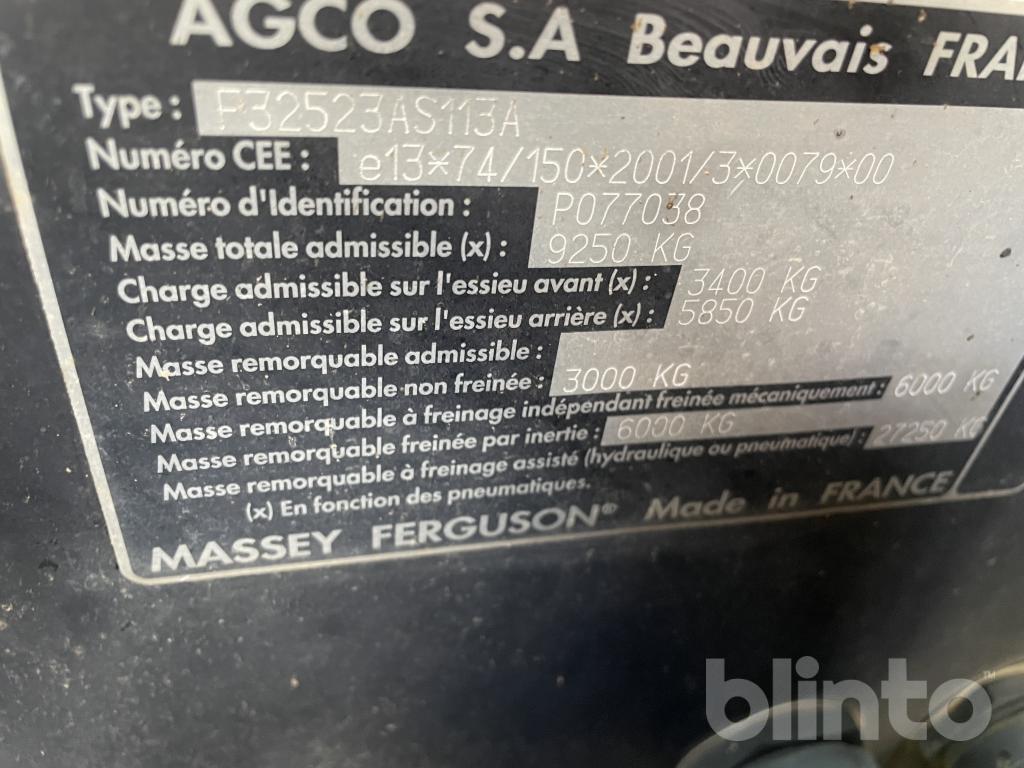 AGCO S.A Beauvais FRA
Type : P32523AS113A
Numéro CEE : e13*74/150*2001/3*0079*00
Numéro d'Identification : P077038
Masse totale admissible (x) : 9250 KG
Charge admissible sur l'essieu avant (x) : 3400 KG
Charge admissible sur l'essieu arrière (x) : 5850 KG
Masse remorquable admissible :
Masse remorquable non freinée : 3000 KG
Masse remorquable à freinage indépendant freinée mécaniquement : 6000 KG
Masse remorquable freinée par inertie : 6000 KG
Masse remorquable à freinage assisté (hydraulique ou pneumatique) : 27250 KG
(x) En fonction des pneumatiques.
MASSEY FERGUSON® Made in FRANCE
blinto™